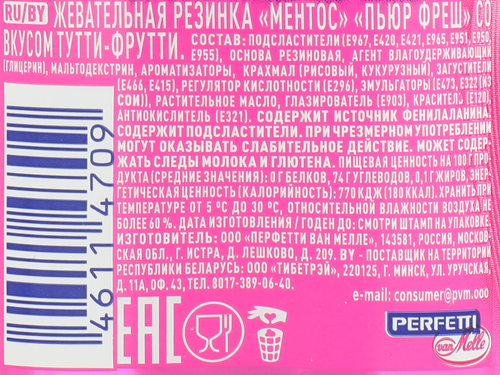 RU/BY ЖЕВАТЕЛЬНАЯ РЕЗИНКА «МЕНТОС» «ПЬЮР ФРЕШ» СО
ВКУСОМ ТУТТИ-ФРУТТИ. СОСТАВ: ПОДСЛАСТИТЕЛИ (E967, E420, E421, E965, E951, E950,
E955), ОСНОВА РЕЗИНОВАЯ, АГЕНТ ВЛАГОУДЕРЖИВАЮЩИЙ
(ГЛИЦЕРИН), МАЛЬТОДЕКСТРИН, АРОМАТИЗАТОРЫ, КРАХМАЛ (РИСОВЫЙ, КУКУРУЗНЫЙ), ЗАГУСТИТЕЛИ
(E466, E415), РЕГУЛЯТОР КИСЛОТНОСТИ (E296), ЭМУЛЬГАТОРЫ (E473, E322 (ИЗ
СОИ)), РАСТИТЕЛЬНОЕ МАСЛО, ГЛАЗИРОВАТЕЛЬ (E903), КРАСИТЕЛЬ (E120),
АНТИОКИСЛИТЕЛЬ (E321). СОДЕРЖИТ ИСТОЧНИК ФЕНИЛАЛАНИНА.
СОДЕРЖИТ ПОДСЛАСТИТЕЛИ. ПРИ ЧРЕЗМЕРНОМ УПОТРЕБЛЕНИИ
МОГУТ ОКАЗЫВАТЬ СЛАБИТЕЛЬНОЕ ДЕЙСТВИЕ. МОЖЕТ СОДЕР-
ЖАТЬ СЛЕДЫ МОЛОКА И ГЛЮТЕНА. ПИЩЕВАЯ ЦЕННОСТЬ НА 100 Г ПРО-
ДУКТА (СРЕДНИЕ ЗНАЧЕНИЯ): 0 Г БЕЛКОВ, 74 Г УГЛЕВОДОВ, 0,1 Г ЖИРОВ, ЭНЕР-
ГЕТИЧЕСКАЯ ЦЕННОСТЬ (КАЛОРИЙНОСТЬ): 770 КДЖ (180 ККАЛ). ХРАНИТЬ ПРИ
ТЕМПЕРАТУРЕ ОТ 5 °C ДО 30 °C, ОТНОСИТЕЛЬНОЙ ВЛАЖНОСТИ ВОЗДУХА НЕ
БОЛЕЕ 60 %. ДАТА ИЗГОТОВЛЕНИЯ / ГОДЕН ДО: СМОТРИ ШТАМП НА УПАКОВКЕ.
ИЗГОТОВИТЕЛЬ: ООО «ПЕРФЕТТИ ВАН МЕЛЛЕ», 143581, РОССИЯ, МОСКОВ-
СКАЯ ОБЛ., Г. ИСТРА, Д. ЛЕШКОВО, Д. 209. BY - ПОСТАВЩИК НА ТЕРРИТОРИИ
РЕСПУБЛИКИ БЕЛАРУСЬ: ООО «ТИБЕТРЭЙ», 220125, Г. МИНСК, УЛ. УРУЧСКАЯ,
Д. 11А, ОФ. 43, ТЕЛ. 8017-389-06-40.
e-mail: consumer@pvm.ooo
4611 4709
EAC
PERFETTI
van Melle